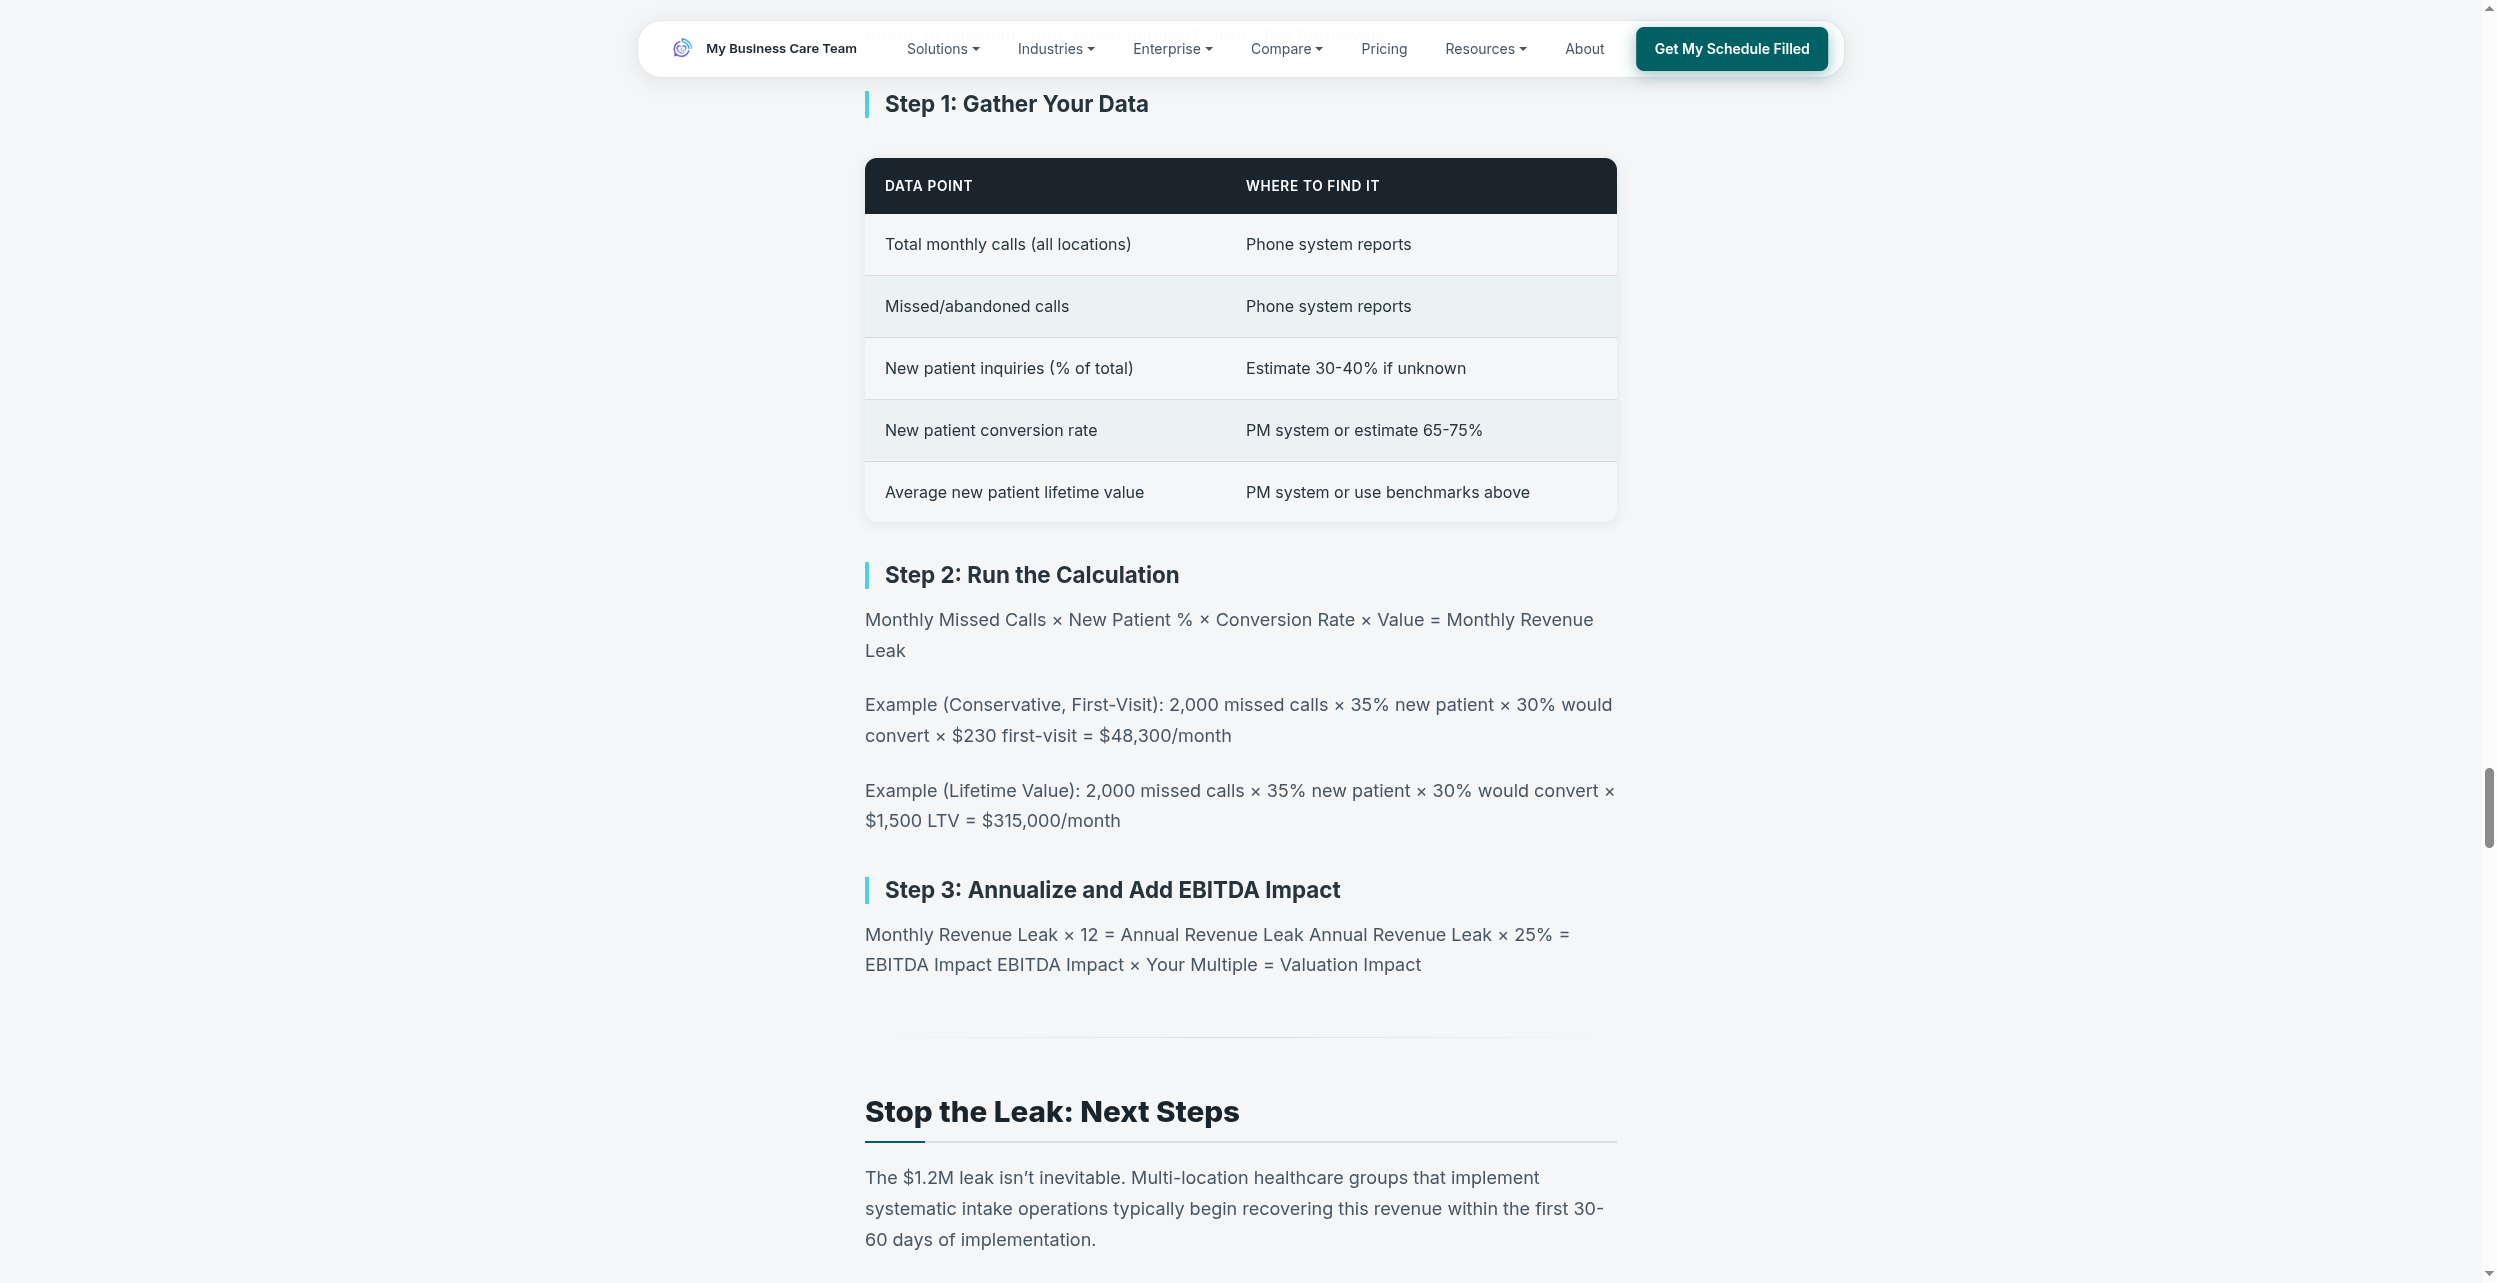 My Business Care Team
Solutions
Industries
Enterprise
Compare
Pricing
Resources
About
Get My Schedule Filled
Step 1: Gather Your Data
DATA POINT
WHERE TO FIND IT
Total monthly calls (all locations)
Phone system reports
Missed/abandoned calls
Phone system reports
New patient inquiries (% of total)
Estimate 30-40% if unknown
New patient conversion rate
PM system or estimate 65-75%
Average new patient lifetime value
PM system or use benchmarks above
Step 2: Run the Calculation
Monthly Missed Calls × New Patient % × Conversion Rate × Value = Monthly Revenue
Leak
Example (Conservative, First-Visit): 2,000 missed calls × 35% new patient × 30% would
convert × $230 first-visit = $48,300/month
Example (Lifetime Value): 2,000 missed calls × 35% new patient × 30% would convert ×
$1,500 LTV = $315,000/month
Step 3: Annualize and Add EBITDA Impact
Monthly Revenue Leak × 12 = Annual Revenue Leak Annual Revenue Leak × 25% =
EBITDA Impact EBITDA Impact × Your Multiple = Valuation Impact
Stop the Leak: Next Steps
The $1.2M leak isn’t inevitable. Multi-location healthcare groups that implement
systematic intake operations typically begin recovering this revenue within the first 30-
60 days of implementation.